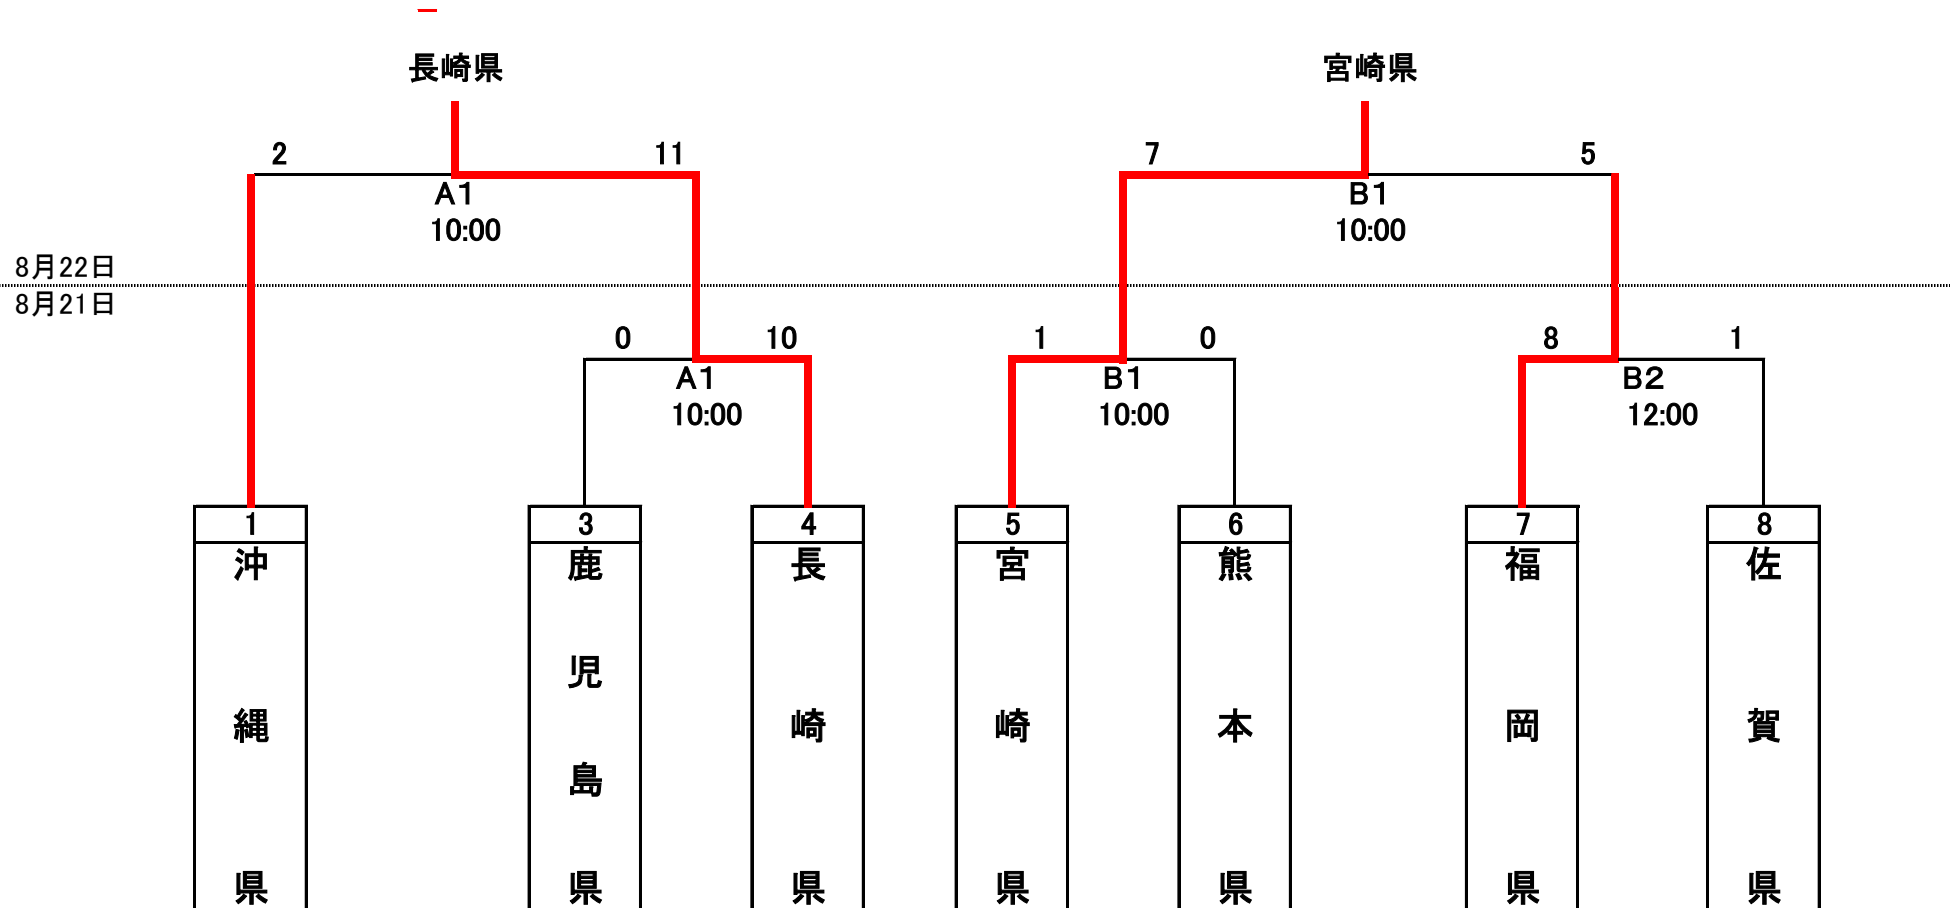 長崎県 宮崎県
2 11 7 5
A1 B1
10:00 10:00
8月22日
8月21日
0 10 1 0 8 1
A1 B1 B2
10:00 10:00 12:00
1 3 4 5 6 7 8
沖縄県
鹿児島県
長崎県
宮崎県
熊本県
福岡県
佐賀県